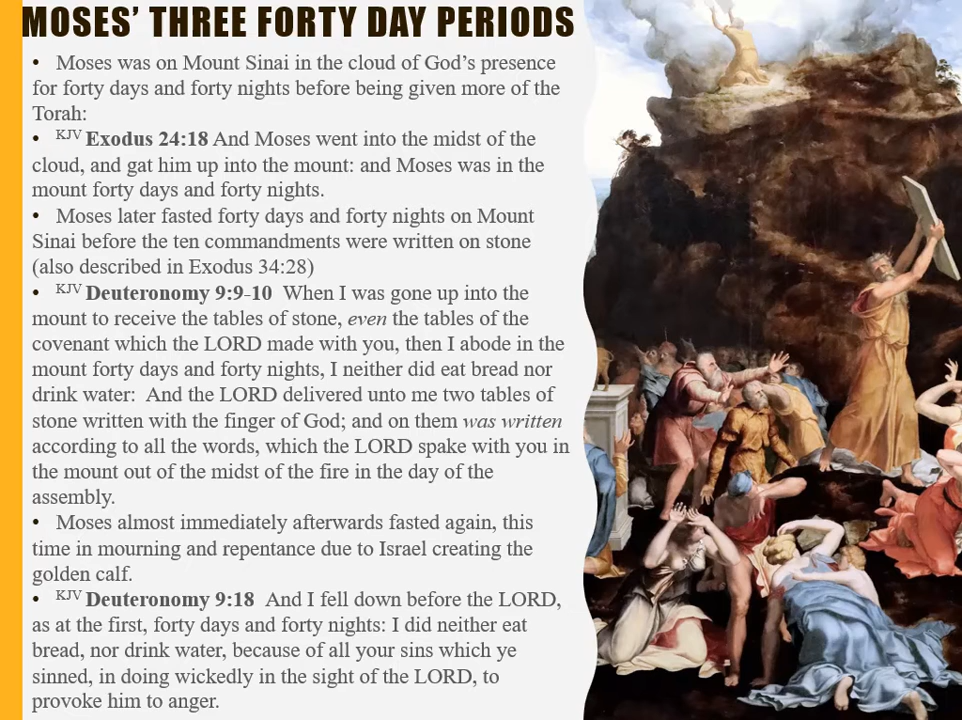 MOSES’ THREE FORTY DAY PERIODS
• Moses was on Mount Sinai in the cloud of God’s presence
for forty days and forty nights before being given more of the
Torah:
• KJV Exodus 24:18 And Moses went into the midst of the
cloud, and gat him up into the mount: and Moses was in the
mount forty days and forty nights.
• Moses later fasted forty days and forty nights on Mount
Sinai before the ten commandments were written on stone
(also described in Exodus 34:28)
• KJV Deuteronomy 9:9-10 When I was gone up into the
mount to receive the tables of stone, even the tables of the
covenant which the LORD made with you, then I abode in the
mount forty days and forty nights, I neither did eat bread nor
drink water: And the LORD delivered unto me two tables of
stone written with the finger of God; and on them was written
according to all the words, which the LORD spake with you in
the mount out of the midst of the fire in the day of the
assembly.
• Moses almost immediately afterwards fasted again, this
time in mourning and repentance due to Israel creating the
golden calf.
• KJV Deuteronomy 9:18 And I fell down before the LORD,
as at the first, forty days and forty nights: I did neither eat
bread, nor drink water, because of all your sins which ye
sinned, in doing wickedly in the sight of the LORD, to
provoke him to anger.